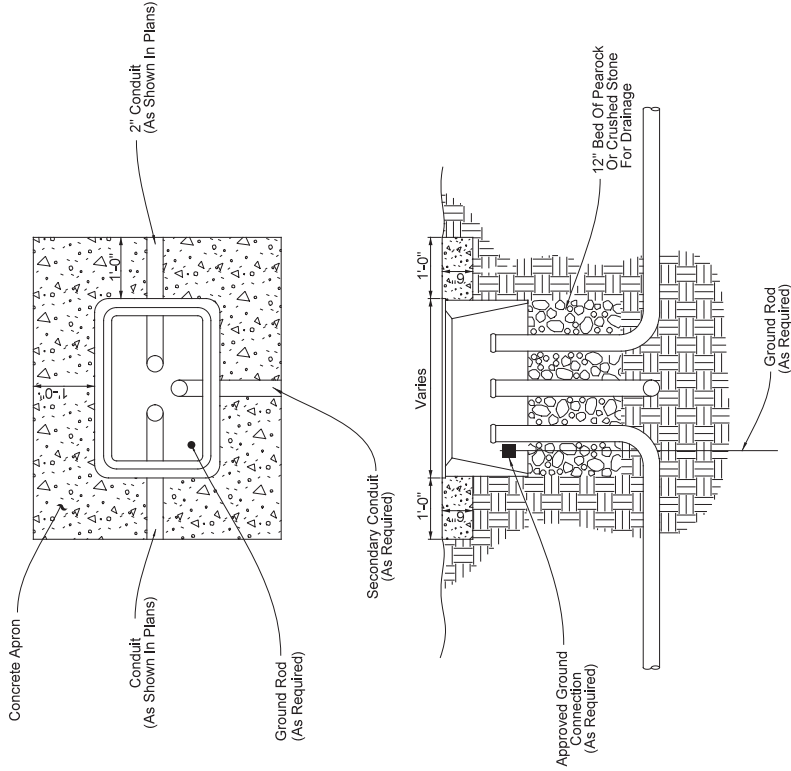 Concrete Apron
Conduit
(As Shown In Plans)
Ground Rod
(As Required)
Secondary Conduit
(As Required)
2" Conduit
(As Shown In Plans)
1'-0"
1'-0"
1'-0"
Varies
1'-0"
12" Bed Of Pearock
Or Crushed Stone
For Drainage
Ground Rod
(As Required)
Approved Ground
Connection
(As Required)